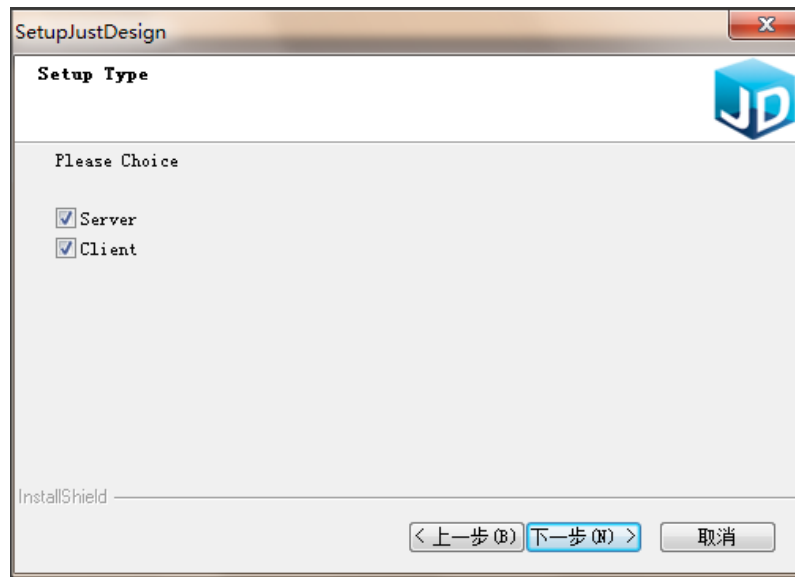 SetupJustDesign
Setup Type
JD
Please Choice
Server
Client
InstallShield
< 上一步(B) 下一步(N) > 取消